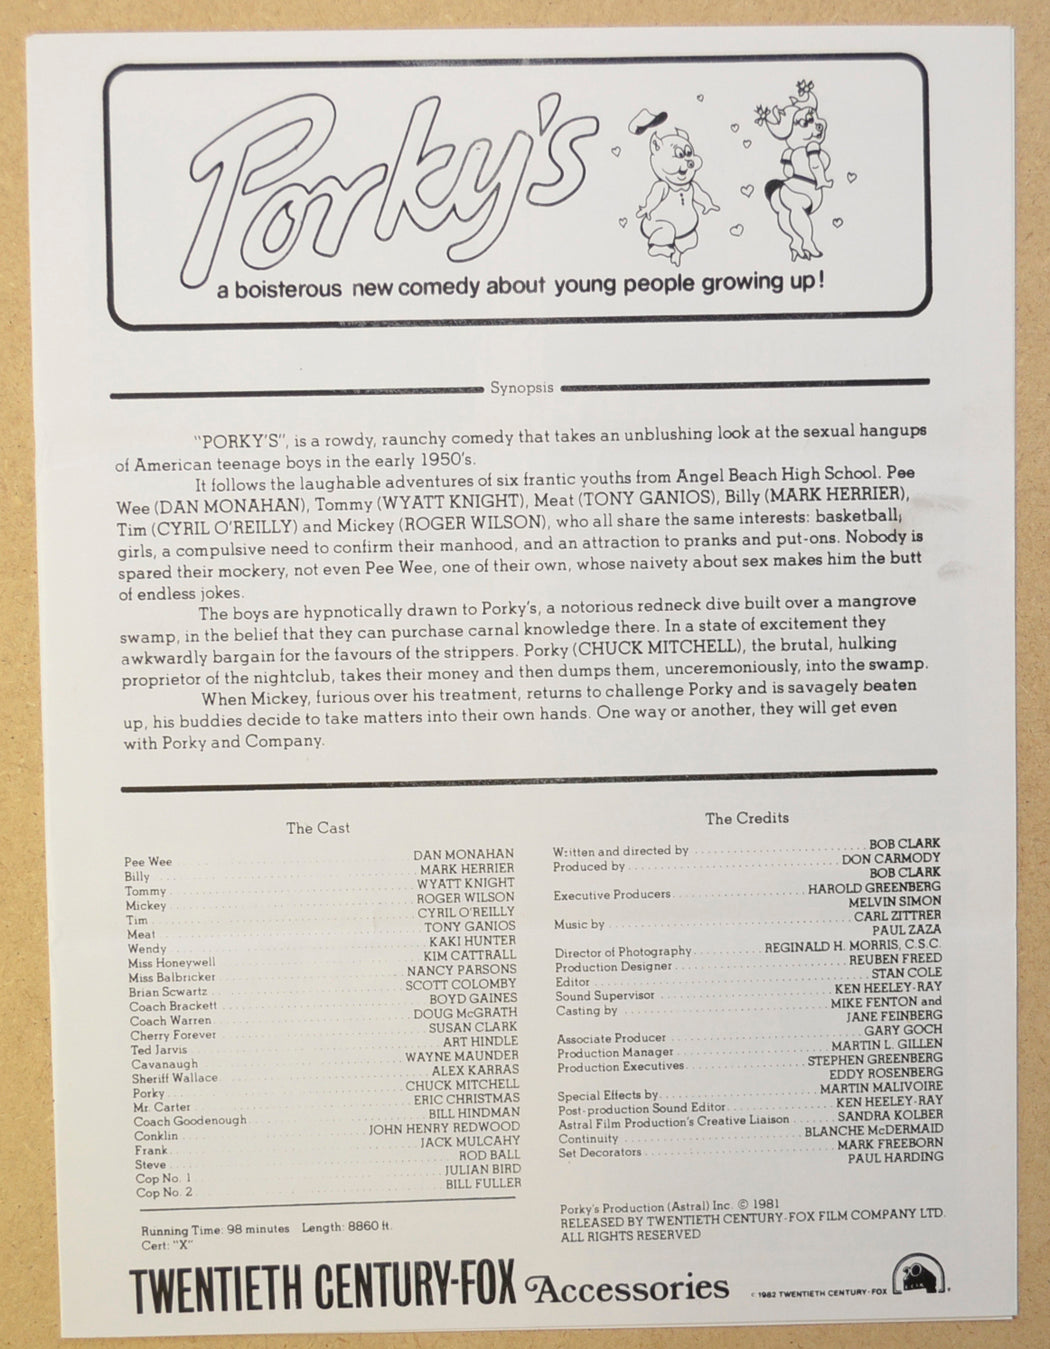 Porky's
a boisterous new comedy about young people growing up!
Synopsis
"PORKY'S", is a rowdy, raunchy comedy that takes an unblushing look at the sexual hangups
of American teenage boys in the early 1950's.
It follows the laughable adventures of six frantic youths from Angel Beach High School. Pee
Wee (DAN MONAHAN), Tommy (WYATT KNIGHT), Meat (TONY GANIOS), Billy (MARK HERRIER),
Tim (CYRIL O'REILLY) and Mickey (ROGER WILSON), who all share the same interests: basketball;
girls, a compulsive need to confirm their manhood, and an attraction to pranks and put-ons. Nobody is
spared their mockery, not even Pee Wee, one of their own, whose naivety about sex makes him the butt
of endless jokes.
The boys are hypnotically drawn to Porky's, a notorious redneck dive built over a mangrove
swamp, in the belief that they can purchase carnal knowledge there. In a state of excitement they
awkwardly bargain for the favours of the strippers. Porky (CHUCK MITCHELL), the brutal, hulking
proprietor of the nightclub, takes their money and then dumps them, unceremoniously, into the swamp.
When Mickey, furious over his treatment, returns to challenge Porky and is savagely beaten
up, his buddies decide to take matters into their own hands. One way or another, they will get even
with Porky and Company.
The Cast
Pee Wee DAN MONAHAN
Billy MARK HERRIER
Tommy WYATT KNIGHT
Mickey ROGER WILSON
Tim CYRIL O'REILLY
Meat TONY GANIOS
Wendy KAKI HUNTER
Miss Honeywell KIM CATTRALL
Miss Balbricker NANCY PARSONS
Brian Scwartz SCOTT COLOMBY
Coach Brackett BOYD GAINES
Coach Warren DOUG McGRATH
Cherry Forever SUSAN CLARK
Ted Jarvis ART HINDLE
Cavanaugh WAYNE MAUNDER
Sheriff Wallace ALEX KARRAS
Porky CHUCK MITCHELL
Mr. Carter ERIC CHRISTMAS
Coach Goodenough BILL HINDMAN
Conklin JOHN HENRY REDWOOD
Frank JACK MULCAHY
Steve ROD BALL
Cop No. 1 JULIAN BIRD
Cop No. 2 BILL FULLER
Running Time: 98 minutes Length: 8860 ft.
Cert: "X"
The Credits
Written and directed by BOB CLARK
Produced by DON CARMODY
BOB CLARK
Executive Producers HAROLD GREENBERG
MELVIN SIMON
Music by CARL ZITTRER
PAUL ZAZA
Director of Photography REGINALD H. MORRIS, C.S.C.
Production Designer REUBEN FREED
Editor STAN COLE
Sound Supervisor KEN HEELEY-RAY
Casting by MIKE FENTON and
JANE FEINBERG
Associate Producer GARY GOCH
Production Manager MARTIN L. GILLEN
Production Executives STEPHEN GREENBERG
EDDY ROSENBERG
Special Effects by MARTIN MALIVOIRE
Post-production Sound Editor KEN HEELEY-RAY
Astral Film Production's Creative Liaison SANDRA KOLBER
Continuity BLANCHE McDERMAID
Set Decorators MARK FREEBORN
PAUL HARDING
Porky's Production (Astral) Inc. © 1981
RELEASED BY TWENTIETH CENTURY-FOX FILM COMPANY LTD.
ALL RIGHTS RESERVED
TWENTIETH CENTURY-FOX Accessories
c 1982 TWENTIETH CENTURY-FOX